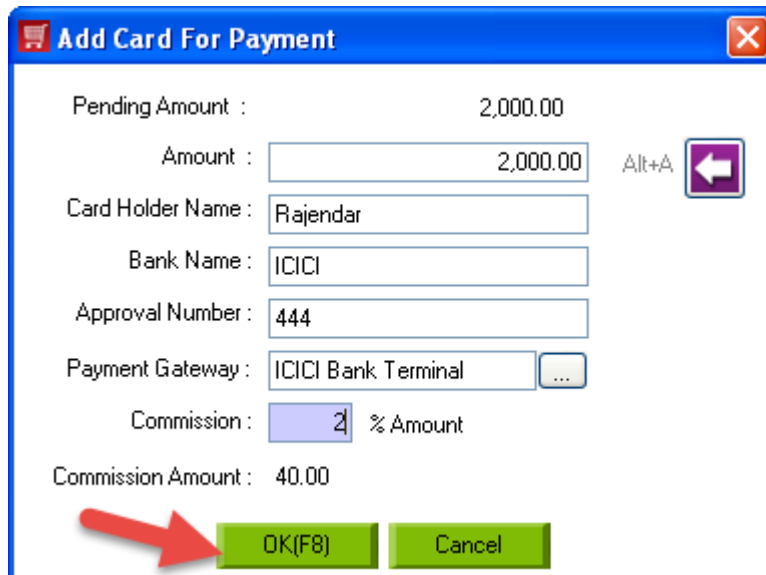 Add Card For Payment
Pending Amount : 2,000.00
Amount : 2,000.00 Alt+A
Card Holder Name : Rajendar
Bank Name : ICICI
Approval Number : 444
Payment Gateway : ICICI Bank Terminal ...
Commission : 2 % Amount
Commission Amount : 40.00
OK(F8) Cancel